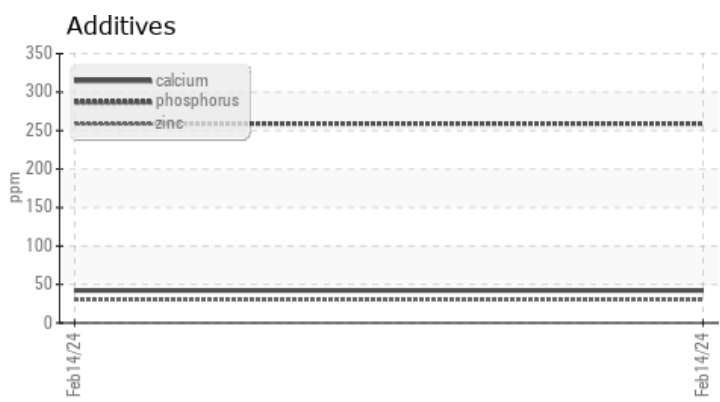 Additives
350
300
250
200
150
100
50
0
ppm
calcium
phosphorus
zinc
Feb14/24
Feb14/24